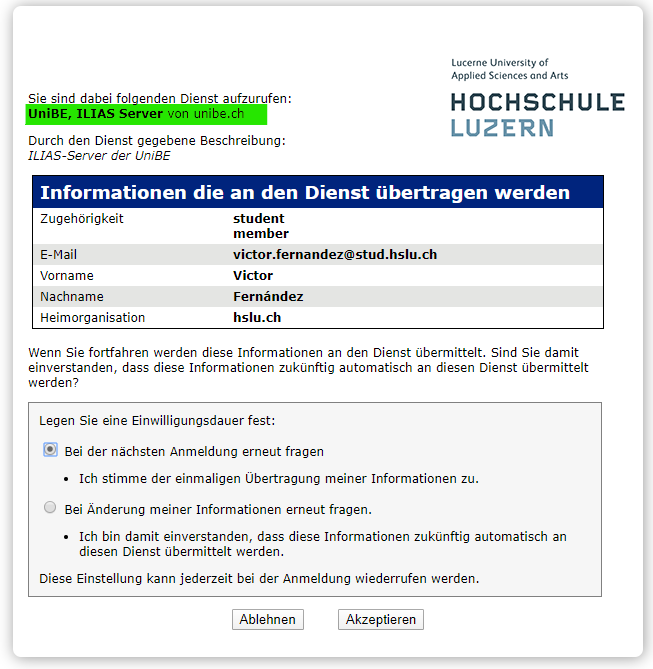 Lucerne University of
Applied Sciences and Arts
HOCHSCHULE
LUZERN
Sie sind dabei folgenden Dienst aufzurufen:
UniBE, ILIAS Server von unibe.ch
Durch den Dienst gegebene Beschreibung:
ILIAS-Server der UniBE
Informationen die an den Dienst übertragen werden
Zugehörigkeit student
member
E-Mail victor.fernandez@stud.hslu.ch
Vorname Victor
Nachname Fernández
Heimorganisation hslu.ch
Wenn Sie fortfahren werden diese Informationen an den Dienst übermittelt. Sind Sie damit
einverstanden, dass diese Informationen zukünftig automatisch an diesen Dienst übermittelt
werden?
Legen Sie eine Einwilligungsdauer fest:
Bei der nächsten Anmeldung erneut fragen
• Ich stimme der einmaligen Übertragung meiner Informationen zu.
Bei Änderung meiner Informationen erneut fragen.
• Ich bin damit einverstanden, dass diese Informationen zukünftig automatisch an
diesen Dienst übermittelt werden.
Diese Einstellung kann jederzeit bei der Anmeldung wiederrufen werden.
Ablehnen Akzeptieren